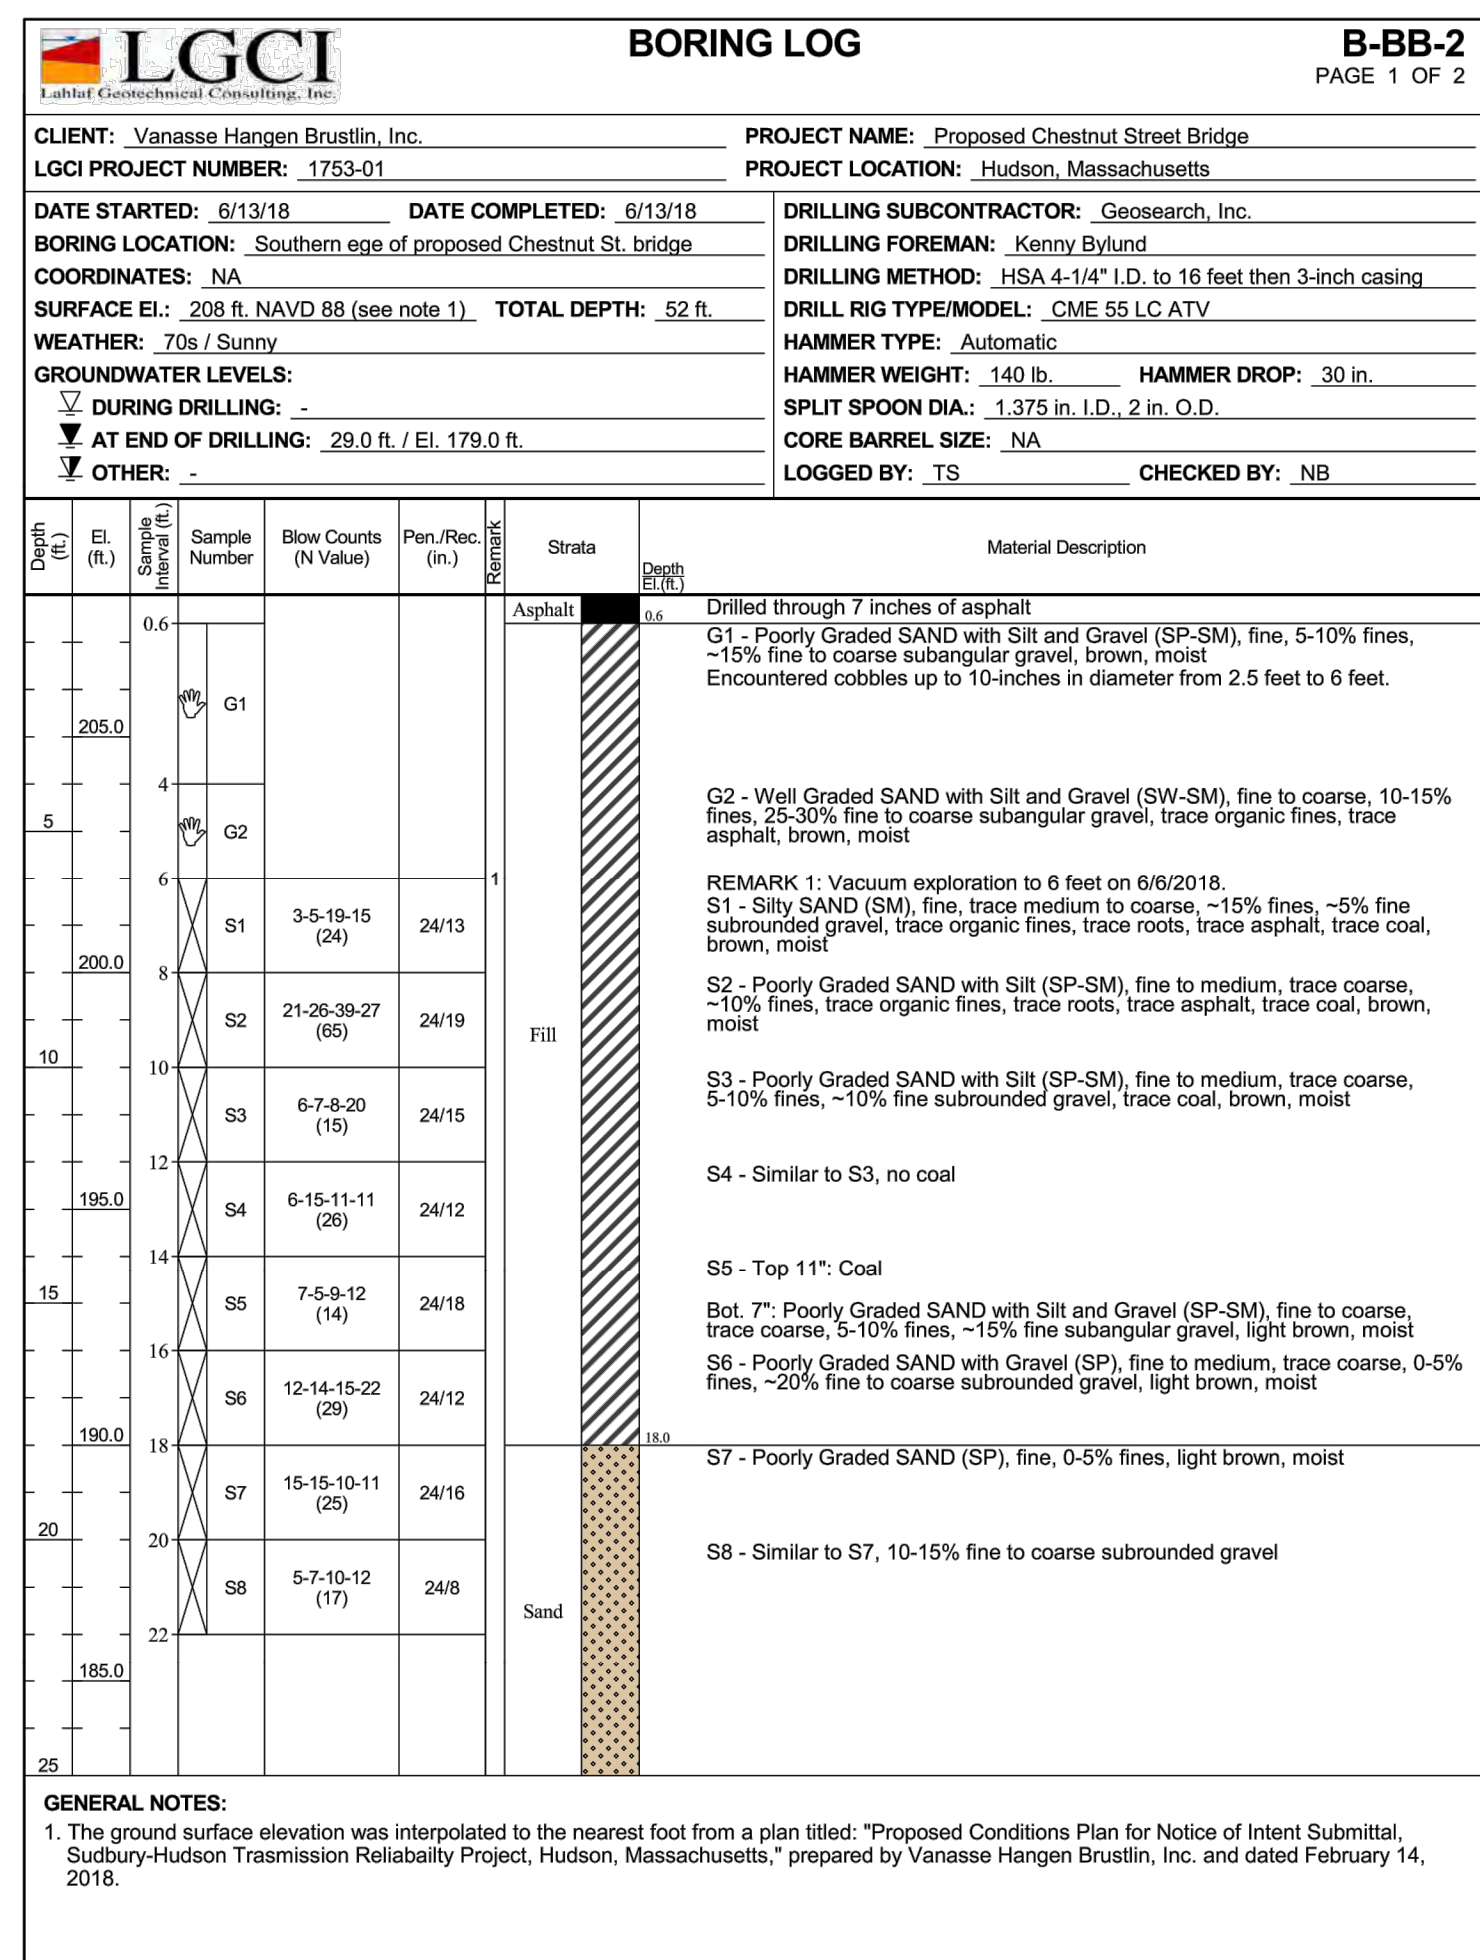 LGCI
Lahlaf Geotechnical Consulting, Inc.
BORING LOG
B-BB-2
PAGE 1 OF 2
CLIENT: Vanasse Hangen Brustlin, Inc.
PROJECT NAME: Proposed Chestnut Street Bridge
LGCI PROJECT NUMBER: 1753-01
PROJECT LOCATION: Hudson, Massachusetts
DATE STARTED: 6/13/18 DATE COMPLETED: 6/13/18
BORING LOCATION: Southern ege of proposed Chestnut St. bridge
COORDINATES: NA
SURFACE El.: 208 ft. NAVD 88 (see note 1) TOTAL DEPTH: 52 ft.
WEATHER: 70s / Sunny
GROUNDWATER LEVELS:
DURING DRILLING: -
AT END OF DRILLING: 29.0 ft. / El. 179.0 ft.
OTHER: -
DRILLING SUBCONTRACTOR: Geosearch, Inc.
DRILLING FOREMAN: Kenny Bylund
DRILLING METHOD: HSA 4-1/4" I.D. to 16 feet then 3-inch casing
DRILL RIG TYPE/MODEL: CME 55 LC ATV
HAMMER TYPE: Automatic
HAMMER WEIGHT: 140 lb. HAMMER DROP: 30 in.
SPLIT SPOON DIA.: 1.375 in. I.D., 2 in. O.D.
CORE BARREL SIZE: NA
LOGGED BY: TS CHECKED BY: NB
Depth
(ft.)
El.
(ft.)
Sample
Interval (ft.)
Sample
Number
Blow Counts
(N Value)
Pen./Rec.
(in.)
Remark
Strata
Depth
El.(ft.)
Material Description
Asphalt
0.6
Drilled through 7 inches of asphalt
0.6
G1 - Poorly Graded SAND with Silt and Gravel (SP-SM), fine, 5-10% fines,
~15% fine to coarse subangular gravel, brown, moist
Encountered cobbles up to 10-inches in diameter from 2.5 feet to 6 feet.
G1
205.0
4
G2 - Well Graded SAND with Silt and Gravel (SW-SM), fine to coarse, 10-15%
fines, 25-30% fine to coarse subangular gravel, trace organic fines, trace
asphalt, brown, moist
5
G2
6
1
REMARK 1: Vacuum exploration to 6 feet on 6/6/2018.
S1 - Silty SAND (SM), fine, trace medium to coarse, ~15% fines, ~5% fine
subrounded gravel, trace organic fines, trace roots, trace asphalt, trace coal,
brown, moist
S1
3-5-19-15
(24)
24/13
200.0
8
S2 - Poorly Graded SAND with Silt (SP-SM), fine to medium, trace coarse,
~10% fines, trace organic fines, trace roots, trace asphalt, trace coal, brown,
moist
S2
21-26-39-27
(65)
24/19
Fill
10
10
S3 - Poorly Graded SAND with Silt (SP-SM), fine to medium, trace coarse,
5-10% fines, ~10% fine subrounded gravel, trace coal, brown, moist
S3
6-7-8-20
(15)
24/15
12
S4 - Similar to S3, no coal
195.0
S4
6-15-11-11
(26)
24/12
14
S5 - Top 11": Coal
15
S5
7-5-9-12
(14)
24/18
Bot. 7": Poorly Graded SAND with Silt and Gravel (SP-SM), fine to coarse,
trace coarse, 5-10% fines, ~15% fine subangular gravel, light brown, moist
16
S6 - Poorly Graded SAND with Gravel (SP), fine to medium, trace coarse, 0-5%
fines, ~20% fine to coarse subrounded gravel, light brown, moist
S6
12-14-15-22
(29)
24/12
190.0
18
18.0
S7 - Poorly Graded SAND (SP), fine, 0-5% fines, light brown, moist
S7
15-15-10-11
(25)
24/16
20
20
S8 - Similar to S7, 10-15% fine to coarse subrounded gravel
S8
5-7-10-12
(17)
24/8
Sand
22
185.0
25
GENERAL NOTES:
1. The ground surface elevation was interpolated to the nearest foot from a plan titled: "Proposed Conditions Plan for Notice of Intent Submittal,
Sudbury-Hudson Trasmission Reliabailty Project, Hudson, Massachusetts," prepared by Vanasse Hangen Brustlin, Inc. and dated February 14,
2018.